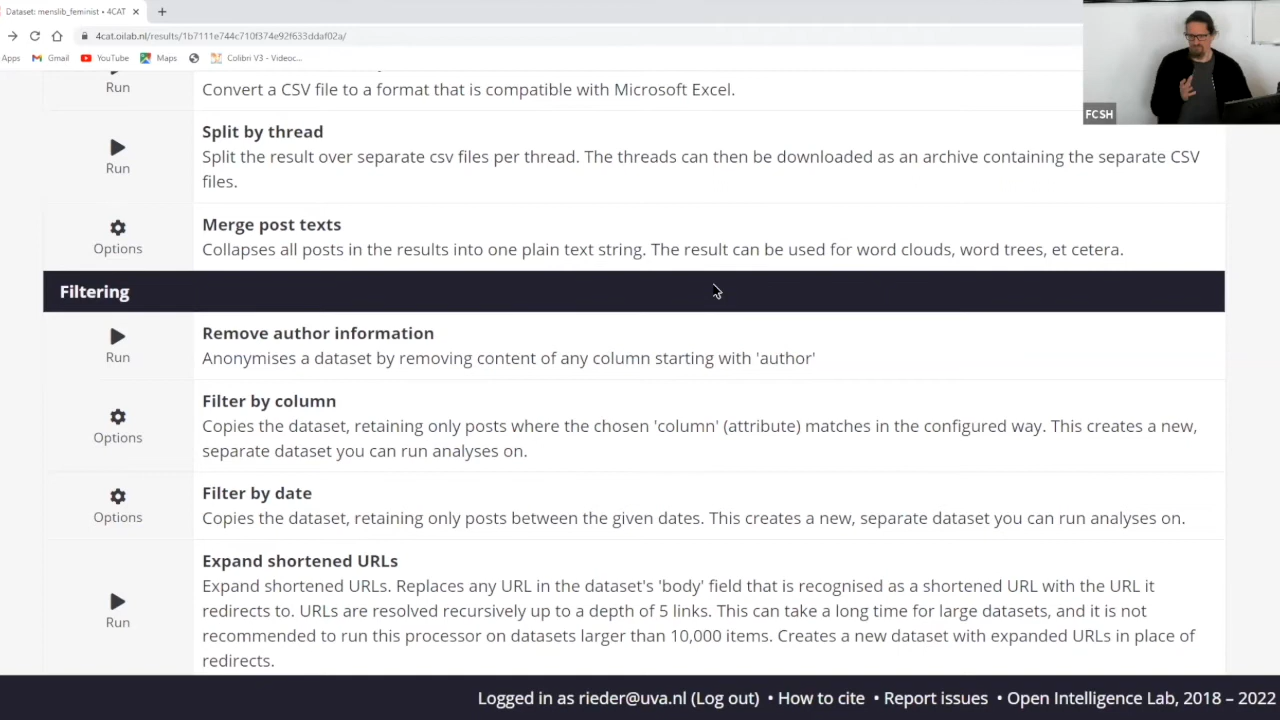 Dataset: menslib_feminist • 4CAT
4cat.oilab.nl/results/1b7111e744c710f374e92f633ddaf02a/
Apps Gmail YouTube Maps Colibri V3 - Videoc...
FCSH
Run
Convert a CSV file to a format that is compatible with Microsoft Excel.
Split by thread
Run
Split the result over separate csv files per thread. The threads can then be downloaded as an archive containing the separate CSV
files.
Merge post texts
Options
Collapses all posts in the results into one plain text string. The result can be used for word clouds, word trees, et cetera.
Filtering
Remove author information
Run
Anonymises a dataset by removing content of any column starting with 'author'
Filter by column
Options
Copies the dataset, retaining only posts where the chosen 'column' (attribute) matches in the configured way. This creates a new,
separate dataset you can run analyses on.
Filter by date
Options
Copies the dataset, retaining only posts between the given dates. This creates a new, separate dataset you can run analyses on.
Expand shortened URLs
Run
Expand shortened URLs. Replaces any URL in the dataset's 'body' field that is recognised as a shortened URL with the URL it
redirects to. URLs are resolved recursively up to a depth of 5 links. This can take a long time for large datasets, and it is not
recommended to run this processor on datasets larger than 10,000 items. Creates a new dataset with expanded URLs in place of
redirects.
Logged in as rieder@uva.nl (Log out) • How to cite • Report issues • Open Intelligence Lab, 2018 – 2022